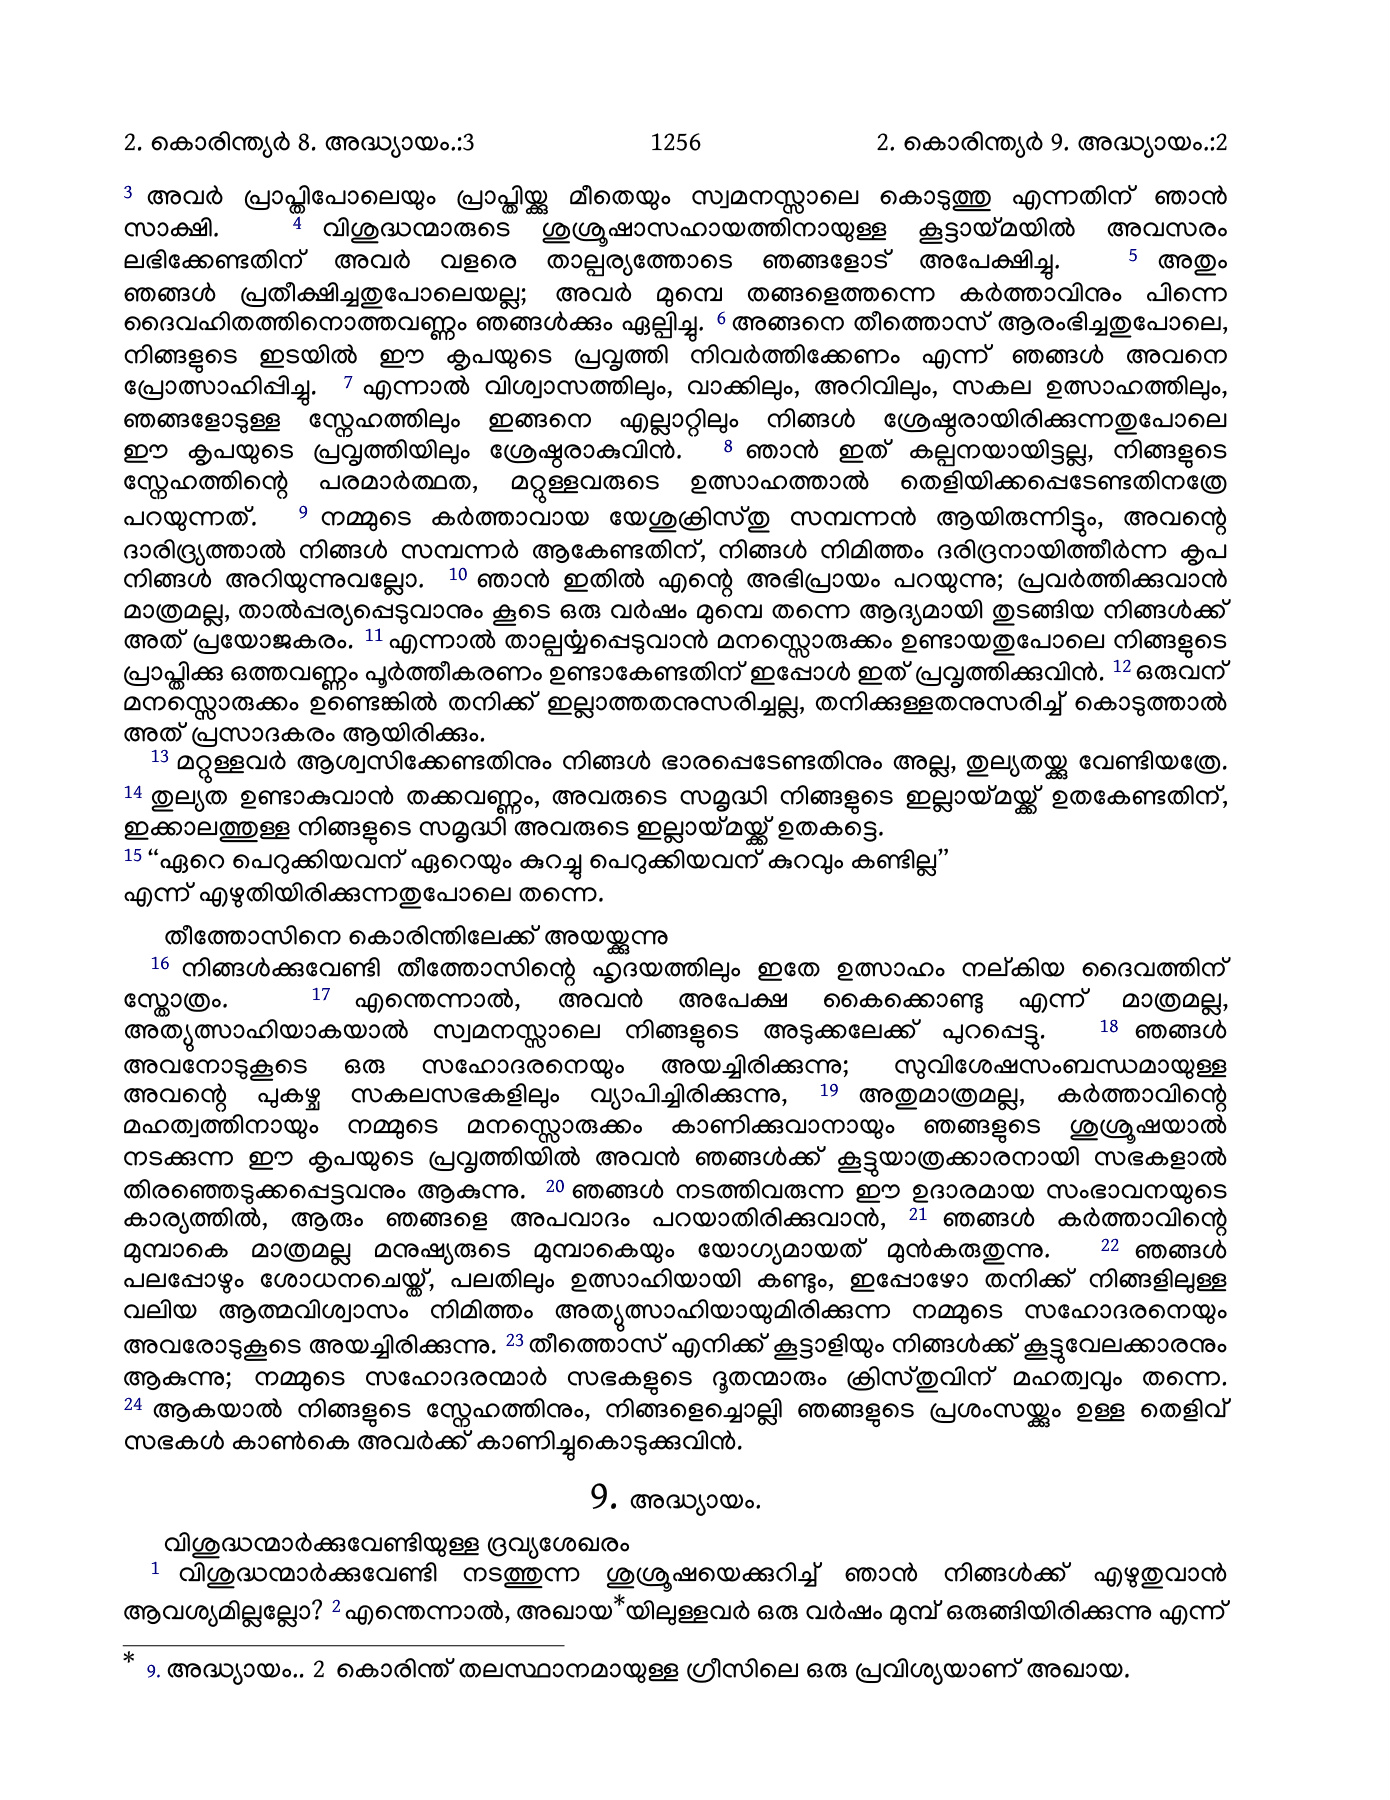 2. കൊരിന്ത്യർ 8. അദ്ധ്യായം.:3 1256 2. കൊരിന്ത്യർ 9. അദ്ധ്യായം.:2
3 അവർ പ്രാപ്തിപോലെയും പ്രാപ്തിയ്ക്കു മീതെയും സ്വമനസ്സാലെ കൊടുത്തു എന്നതിന് ഞാൻ
സാക്ഷി. 4 വിശുദ്ധന്മാരുടെ ശുശ്രൂഷാസഹായത്തിനായുള്ള കൂട്ടായ്മയിൽ അവസരം
ലഭിക്കേണ്ടതിന് അവർ വളരെ താല്പര്യത്തോടെ ഞങ്ങളോട് അപേക്ഷിച്ചു. 5 അതും
ഞങ്ങൾ പ്രതീക്ഷിച്ചതുപോലെയല്ല; അവർ മുമ്പെ തങ്ങളെത്തന്നെ കർത്താവിനും പിന്നെ
ദൈവഹിതത്തിനൊത്തവണ്ണം ഞങ്ങൾക്കും ഏല്പിച്ചു. 6 അങ്ങനെ തീത്തൊസ് ആരംഭിച്ചതുപോലെ,
നിങ്ങളുടെ ഇടയിൽ ഈ കൃപയുടെ പ്രവൃത്തി നിവർത്തിക്കേണം എന്ന് ഞങ്ങൾ അവനെ
പ്രോത്സാഹിപ്പിച്ചു. 7 എന്നാൽ വിശ്വാസത്തിലും, വാക്കിലും, അറിവിലും, സകല ഉത്സാഹത്തിലും,
ഞങ്ങളോടുള്ള സ്നേഹത്തിലും ഇങ്ങനെ എല്ലാറ്റിലും നിങ്ങൾ ശ്രേഷ്ഠരായിരിക്കുന്നതുപോലെ
ഈ കൃപയുടെ പ്രവൃത്തിയിലും ശ്രേഷ്ഠരാകുവിൻ. 8 ഞാൻ ഇത് കല്പനയായിട്ടല്ല, നിങ്ങളുടെ
സ്നേഹത്തിന്റെ പരമാർത്ഥത, മറ്റുള്ളവരുടെ ഉത്സാഹത്താൽ തെളിയിക്കപ്പെടേണ്ടതിനത്രേ
പറയുന്നത്. 9 നമ്മുടെ കർത്താവായ യേശുക്രിസ്തു സമ്പന്നൻ ആയിരുന്നിട്ടും, അവന്റെ
ദാരിദ്ര്യത്താൽ നിങ്ങൾ സമ്പന്നർ ആകേണ്ടതിന്, നിങ്ങൾ നിമിത്തം ദരിദ്രനായിത്തീർന്ന കൃപ
നിങ്ങൾ അറിയുന്നുവല്ലോ. 10 ഞാൻ ഇതിൽ എന്റെ അഭിപ്രായം പറയുന്നു; പ്രവർത്തിക്കുവാൻ
മാത്രമല്ല, താൽപ്പര്യപ്പെടുവാനും കൂടെ ഒരു വർഷം മുമ്പെ തന്നെ ആദ്യമായി തുടങ്ങിയ നിങ്ങൾക്ക്
അത് പ്രയോജകരം. 11 എന്നാൽ താല്പര്യ്യപ്പെടുവാൻ മനസ്സൊരുക്കം ഉണ്ടായതുപോലെ നിങ്ങളുടെ
പ്രാപ്തിക്കു ഒത്തവണ്ണം പൂർത്തീകരണം ഉണ്ടാകേണ്ടതിന് ഇപ്പോൾ ഇത് പ്രവൃത്തിക്കുവിൻ. 12 ഒരുവന്
മനസ്സൊരുക്കം ഉണ്ടെങ്കിൽ തനിക്ക് ഇല്ലാത്തതനുസരിച്ചല്ല, തനിക്കുള്ളതനുസരിച്ച് കൊടുത്താൽ
അത് പ്രസാദകരം ആയിരിക്കും.
13 മറ്റുള്ളവർ ആശ്വസിക്കേണ്ടതിനും നിങ്ങൾ ഭാരപ്പെടേണ്ടതിനും അല്ല, തുല്യതയ്ക്കു വേണ്ടിയത്രേ.
14 തുല്യത ഉണ്ടാകുവാൻ തക്കവണ്ണം, അവരുടെ സമൃദ്ധി നിങ്ങളുടെ ഇല്ലായ്മയ്ക്ക് ഉതകേണ്ടതിന്,
ഇക്കാലത്തുള്ള നിങ്ങളുടെ സമൃദ്ധി അവരുടെ ഇല്ലായ്മയ്ക്ക് ഉതകട്ടെ.
15 “ഏറെ പെറുക്കിയവന് ഏറെയും കുറച്ചു പെറുക്കിയവന് കുറവും കണ്ടില്ല”
എന്ന് എഴുതിയിരിക്കുന്നതുപോലെ തന്നെ.
തീത്തോസിനെ കൊരിന്തിലേക്ക് അയയ്ക്കുന്നു
16 നിങ്ങൾക്കുവേണ്ടി തീത്തോസിന്റെ ഹൃദയത്തിലും ഇതേ ഉത്സാഹം നല്കിയ ദൈവത്തിന്
സ്തോത്രം. 17 എന്തെന്നാൽ, അവൻ അപേക്ഷ കൈക്കൊണ്ടു എന്ന് മാത്രമല്ല,
അത്യുത്സാഹിയാകയാൽ സ്വമനസ്സാലെ നിങ്ങളുടെ അടുക്കലേക്ക് പുറപ്പെട്ടു. 18 ഞങ്ങൾ
അവനോടുകൂടെ ഒരു സഹോദരനെയും അയച്ചിരിക്കുന്നു; സുവിശേഷസംബന്ധമായുള്ള
അവന്റെ പുകഴ്ച സകലസഭകളിലും വ്യാപിച്ചിരിക്കുന്നു, 19 അതുമാത്രമല്ല, കർത്താവിന്റെ
മഹത്വത്തിനായും നമ്മുടെ മനസ്സൊരുക്കം കാണിക്കുവാനായും ഞങ്ങളുടെ ശുശ്രൂഷയാൽ
നടക്കുന്ന ഈ കൃപയുടെ പ്രവൃത്തിയിൽ അവൻ ഞങ്ങൾക്ക് കൂട്ടുയാത്രക്കാരനായി സഭകളാൽ
തിരഞ്ഞെടുക്കപ്പെട്ടവനും ആകുന്നു. 20 ഞങ്ങൾ നടത്തിവരുന്ന ഈ ഉദാരമായ സംഭാവനയുടെ
കാര്യത്തിൽ, ആരും ഞങ്ങളെ അപവാദം പറയാതിരിക്കുവാൻ, 21 ഞങ്ങൾ കർത്താവിന്റെ
മുമ്പാകെ മാത്രമല്ല മനുഷ്യരുടെ മുമ്പാകെയും യോഗ്യമായത് മുൻകരുതുന്നു. 22 ഞങ്ങൾ
പലപ്പോഴും ശോധനചെയ്ത്, പലതിലും ഉത്സാഹിയായി കണ്ടും, ഇപ്പോഴോ തനിക്ക് നിങ്ങളിലുള്ള
വലിയ ആത്മവിശ്വാസം നിമിത്തം അത്യുത്സാഹിയായുമിരിക്കുന്ന നമ്മുടെ സഹോദരനെയും
അവരോടുകൂടെ അയച്ചിരിക്കുന്നു. 23 തീത്തൊസ് എനിക്ക് കൂട്ടാളിയും നിങ്ങൾക്ക് കൂട്ടുവേലക്കാരനും
ആകുന്നു; നമ്മുടെ സഹോദരന്മാർ സഭകളുടെ ദൂതന്മാരും ക്രിസ്തുവിന് മഹത്വവും തന്നെ.
24 ആകയാൽ നിങ്ങളുടെ സ്നേഹത്തിനും, നിങ്ങളെച്ചൊല്ലി ഞങ്ങളുടെ പ്രശംസയ്ക്കും ഉള്ള തെളിവ്
സഭകൾ കാൺകെ അവർക്ക് കാണിച്ചുകൊടുക്കുവിൻ.
9. അദ്ധ്യായം.
വിശുദ്ധന്മാർക്കുവേണ്ടിയുള്ള ദ്രവ്യശേഖരം
1 വിശുദ്ധന്മാർക്കുവേണ്ടി നടത്തുന്ന ശുശ്രൂഷയെക്കുറിച്ച് ഞാൻ നിങ്ങൾക്ക് എഴുതുവാൻ
ആവശ്യമില്ലല്ലോ? 2 എന്തെന്നാൽ, അഖായ*യിലുള്ളവർ ഒരു വർഷം മുമ്പ് ഒരുങ്ങിയിരിക്കുന്നു എന്ന്
* 9. അദ്ധ്യായം.. 2 കൊരിന്ത് തലസ്ഥാനമായുള്ള ഗ്രീസിലെ ഒരു പ്രവിശ്യയാണ് അഖായ.